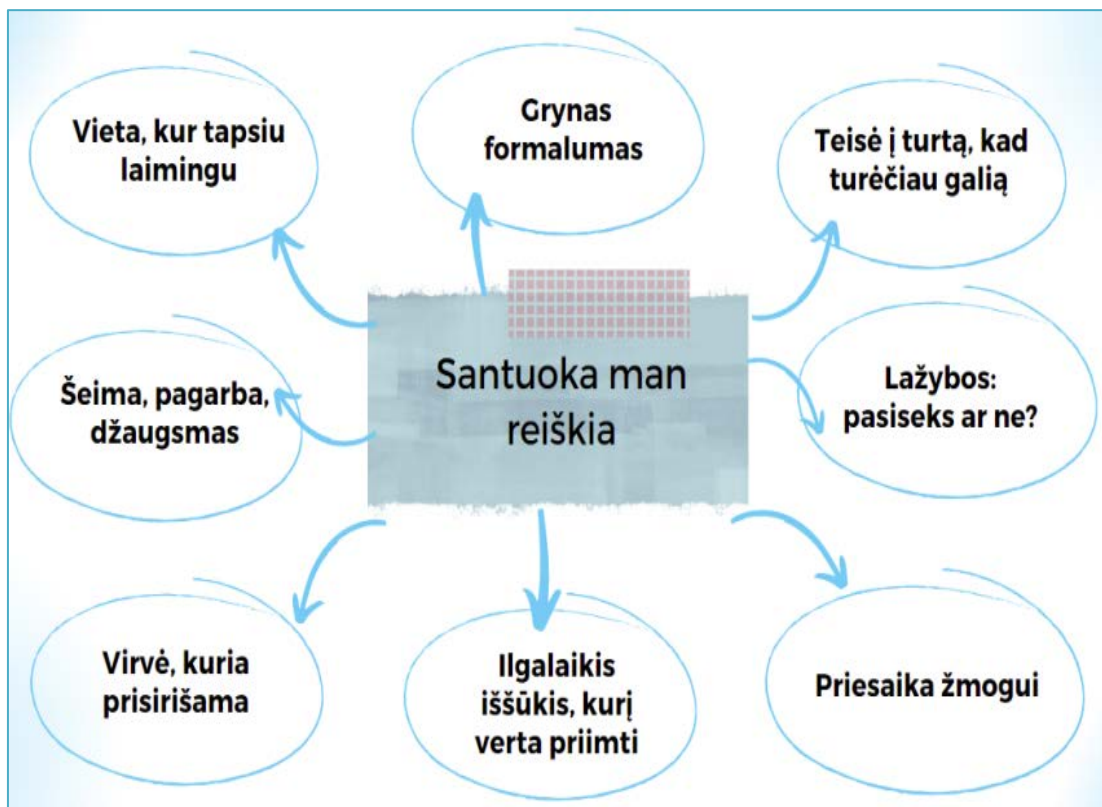 Vieta, kur tapsiu
laimingu
Grynas
formalumas
Teisė į turtą, kad
turėčiau galią
Šeima, pagarba,
džiaugsmas
Santuoka man
reiškia
Lažybos:
pasiseks ar ne?
Virvė, kuria
prisirišama
Ilgalaikis
iššūkis, kurį
verta priimti
Priesaika žmogui